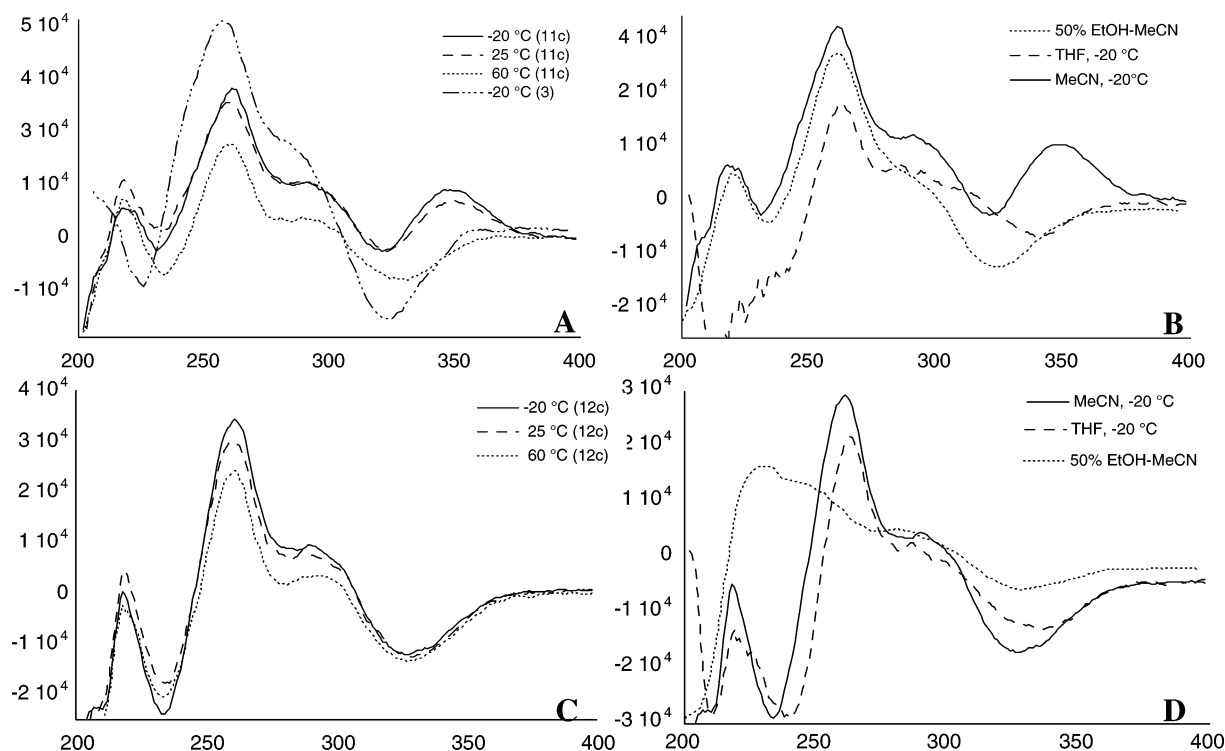 5 10⁴
4 10⁴
3 10⁴
1 10⁴
0
-1 10⁴
-20 °C (11c)
25 °C (11c)
60 °C (11c)
-20 °C (3)
A
200 250 300 350 400
4 10⁴
2 10⁴
1 10⁴
0
-1 10⁴
-2 10⁴
50% EtOH-MeCN
THF, -20 °C
MeCN, -20°C
B
200 250 300 350 400
4 10⁴
3 10⁴
2 10⁴
1 10⁴
0
-1 10⁴
-2 10⁴
-20 °C (12c)
25 °C (12c)
60 °C (12c)
C
200 250 300 350 400
3 10⁴
2 10⁴
1 10⁴
0
-1 10⁴
-2 10⁴
-3 10⁴
MeCN, -20 °C
THF, -20 °C
50% EtOH-MeCN
D
200 250 300 350 400